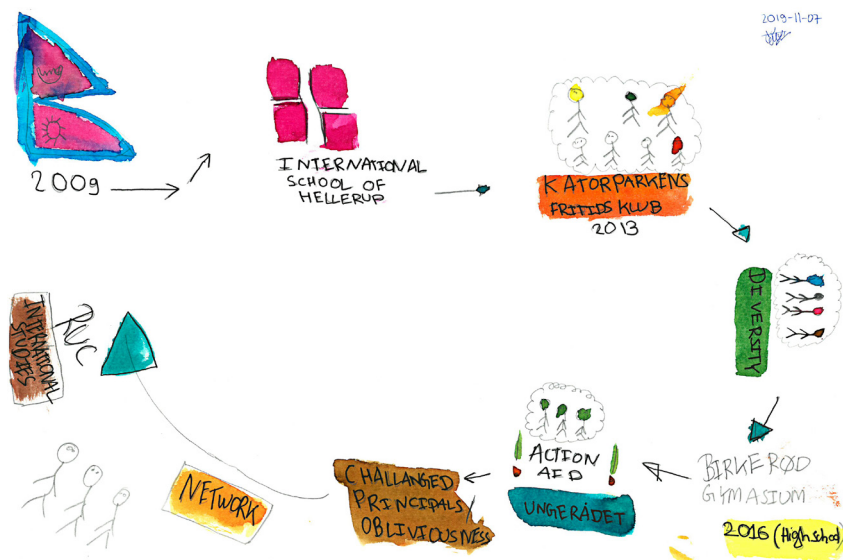 2019-11-07
2009
INTERNATIONAL
SCHOOL OF
HELLERUP
KATORPARKENS
FRITIDS KLUB
2013
DIVERSITY
BIRKERØD
GYMASIUM
2016 (High school)
ACTION
AID
UNGERÅDET
CHALLANGED
PRINCIPALS/
OBLIVIOUSNESS
NETWORK
RUC
INTERNATIONAL
STUDIES